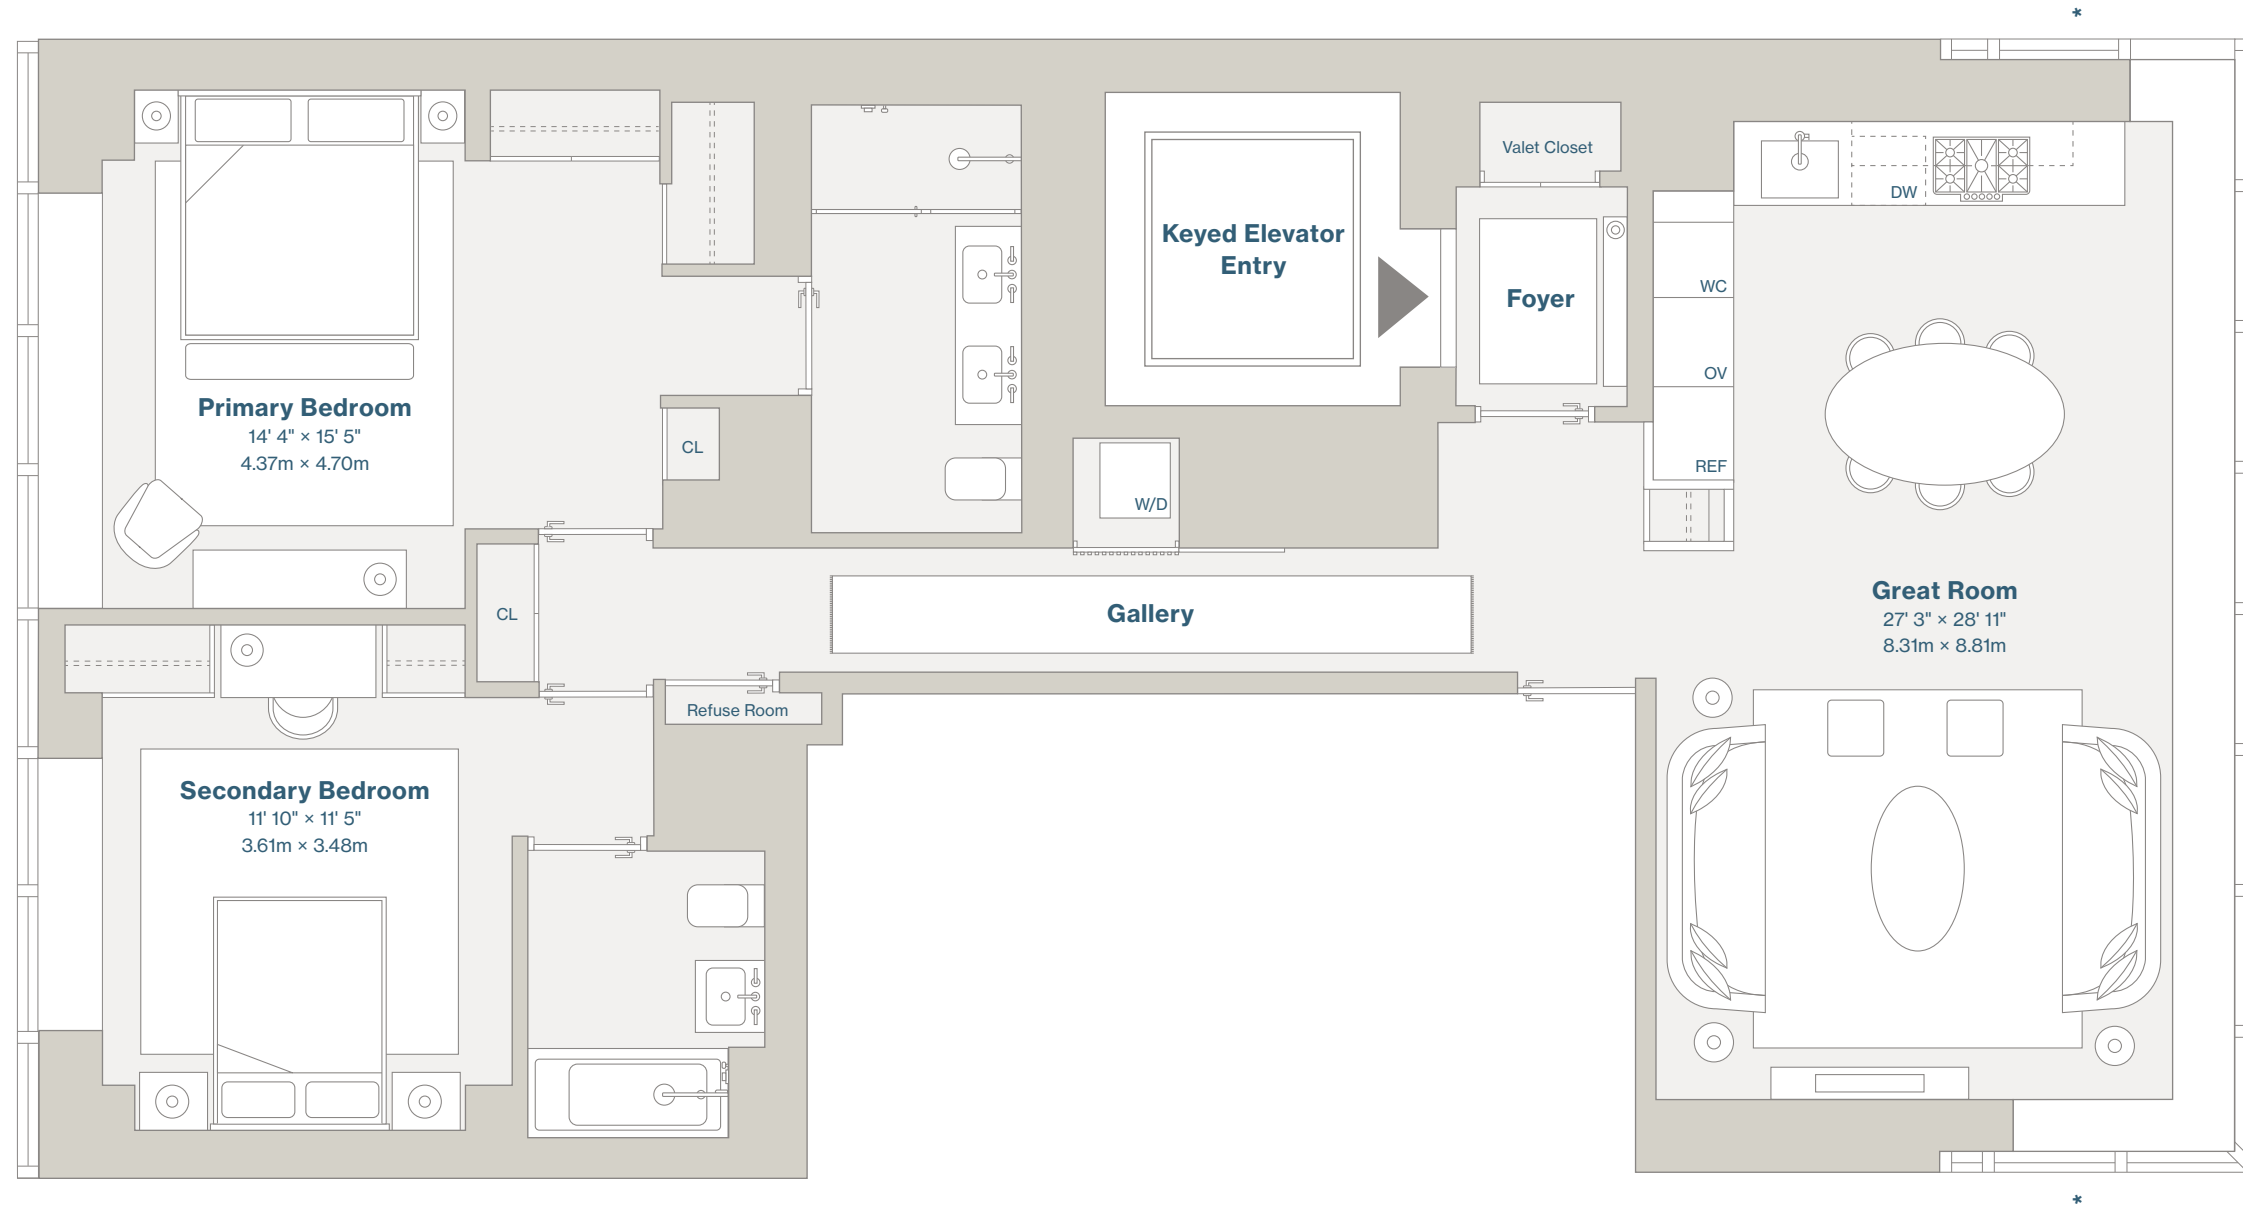 *
Valet Closet
DW
Keyed Elevator
Entry
Foyer
WC
OV
REF
Primary Bedroom
14' 4" × 15' 5"
4.37m × 4.70m
CL
W/D
CL
Gallery
Great Room
27' 3" × 28' 11"
8.31m × 8.81m
Refuse Room
Secondary Bedroom
11' 10" × 11' 5"
3.61m × 3.48m
*